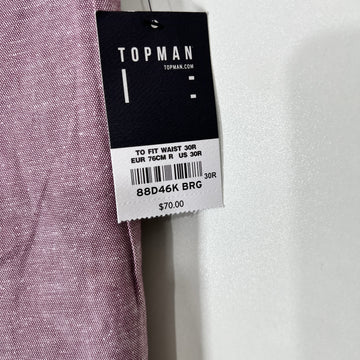 TOPMAN
TOPMAN.COM
TO FIT WAIST 30R
EUR 76CM R US 30R
30R
88D46K BRG
$70.00